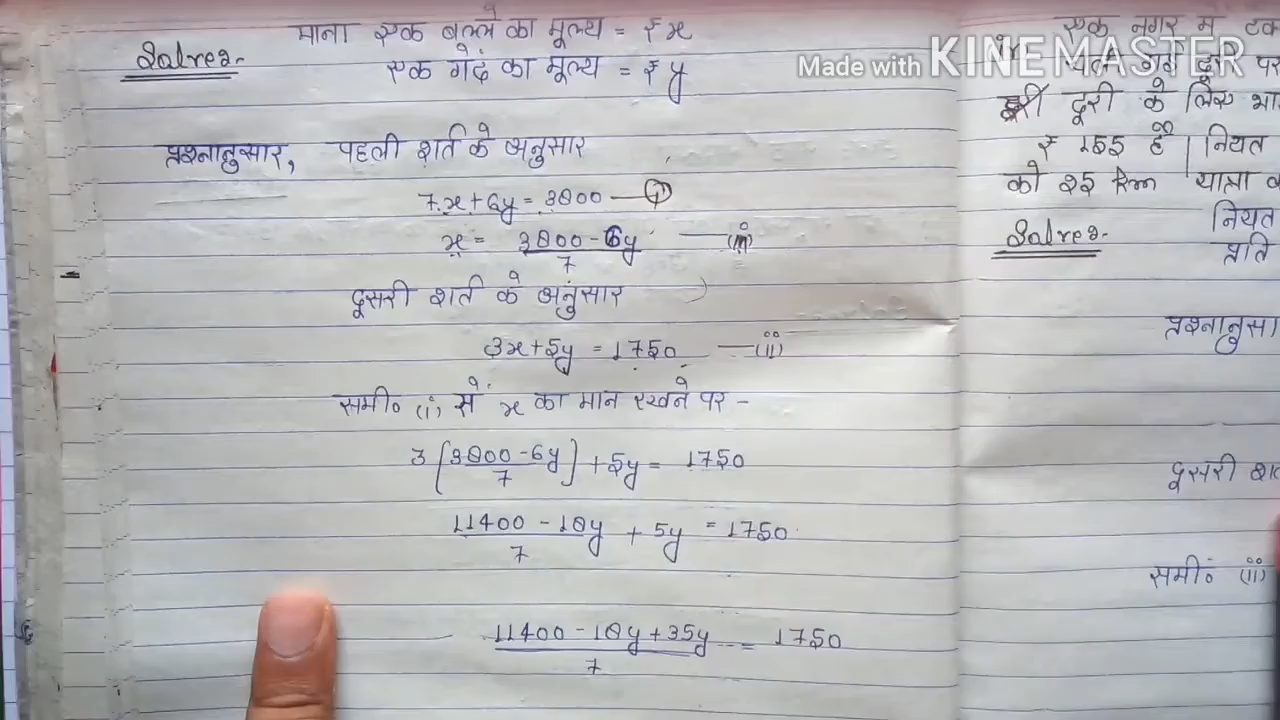 माना एक बल्ले का मूल्य = ₹ x
Solve:-
एक गेंद का मूल्य = ₹ y
प्रश्नानुसार, पहली शर्त के अनुसार
7x + 6y = 3800 — (i)
x = 3800 - 6y / 7 — (i)
दूसरी शर्त के अनुसार
3x + 5y = 1750 — (ii)
समी० (i) से x का मान रखने पर -
3 [3800 - 6y / 7] + 5y = 1750
11400 - 18y / 7 + 5y = 1750
11400 - 18y + 35y / 7 = 1750
Made with KINEMASTER
एक नगर में
दूरी के लिए
₹ 155 है। नियत
को 25 km यात्रा
Solve:-
नियत
प्रति
प्रश्नानुसा
दूसरी
समी० (ii)